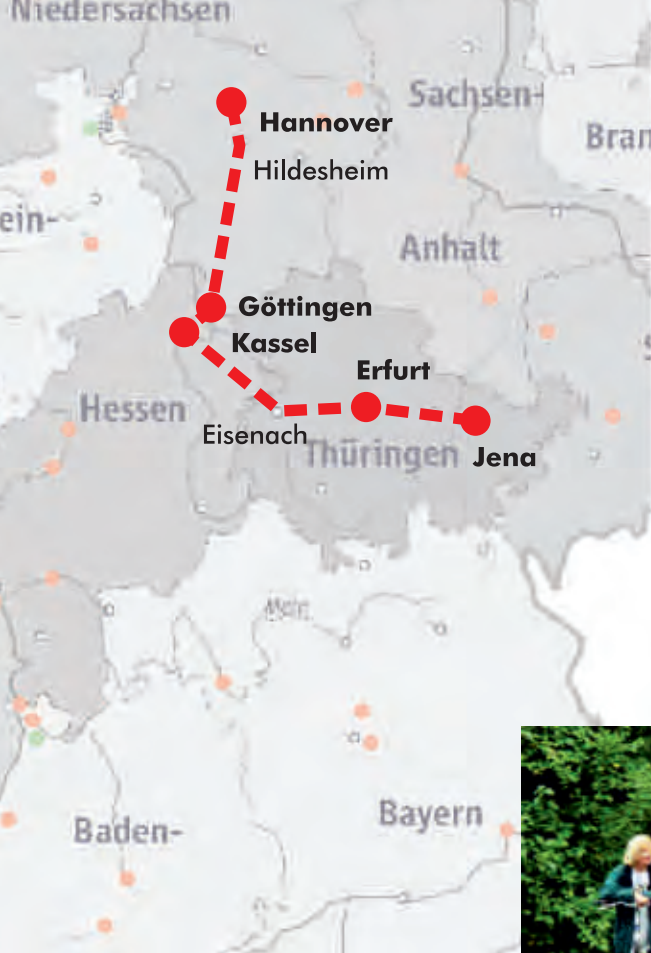 Niedersachsen
Sachsen-
Hannover
Bran
Hildesheim
ein-
Anhalt
Göttingen
Kassel
Erfurt
Hessen
Eisenach
Thüringen
Jena
Main
Bayern
Baden-